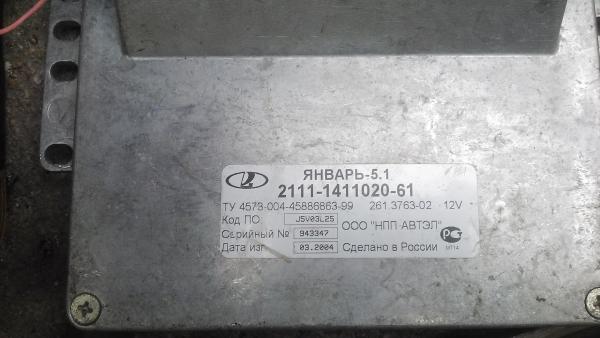 ЯНВАРЬ-5.1
2111-1411020-61
ТУ 4573-004-45886863-99 261.3763-02 · 12V
Код ПО J5V03L25 ООО "НПП АВТЭЛ"
Серийный № 943347
Дата изг 03.2004 Сделано в России
МТ14